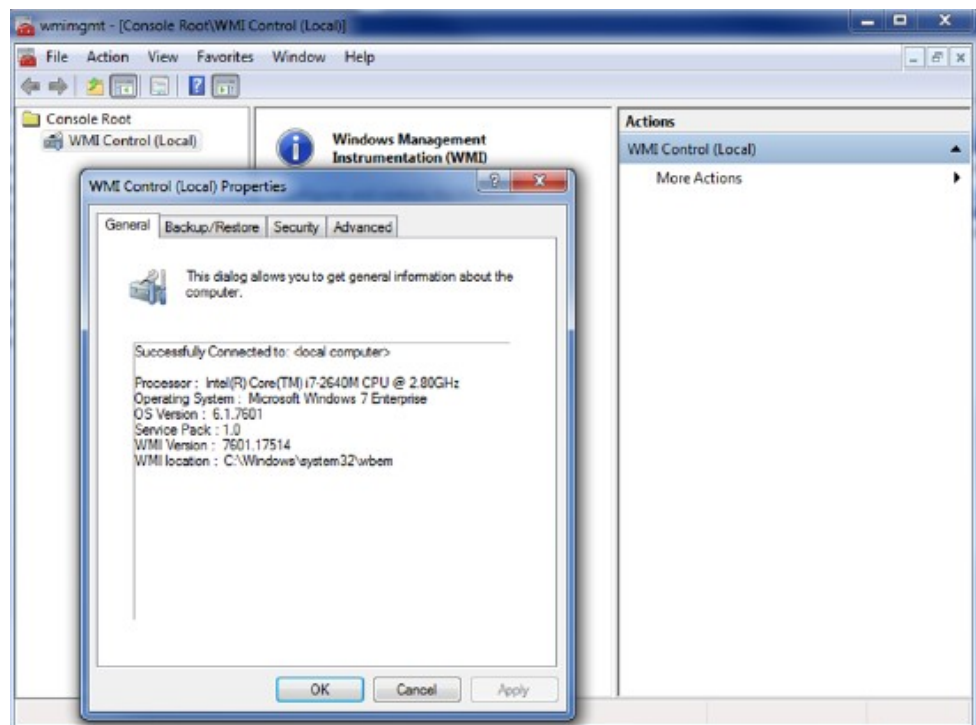 wmimgmt - [Console Root\WMI Control (Local)]
File Action View Favorites Window Help
Console Root
WMI Control (Local)
Windows Management
Instrumentation (WMI)
Actions
WMI Control (Local)
More Actions
WMI Control (Local) Properties
General Backup/Restore Security Advanced
This dialog allows you to get general information about the
computer.
Successfully Connected to: <local computer>
Processor : Intel(R) Core(TM) i7-2640M CPU @ 2.80GHz
Operating System : Microsoft Windows 7 Enterprise
OS Version : 6.1.7601
Service Pack : 1.0
WMI Version : 7601.17514
WMI location : C:\Windows\system32\wbem
OK Cancel Apply